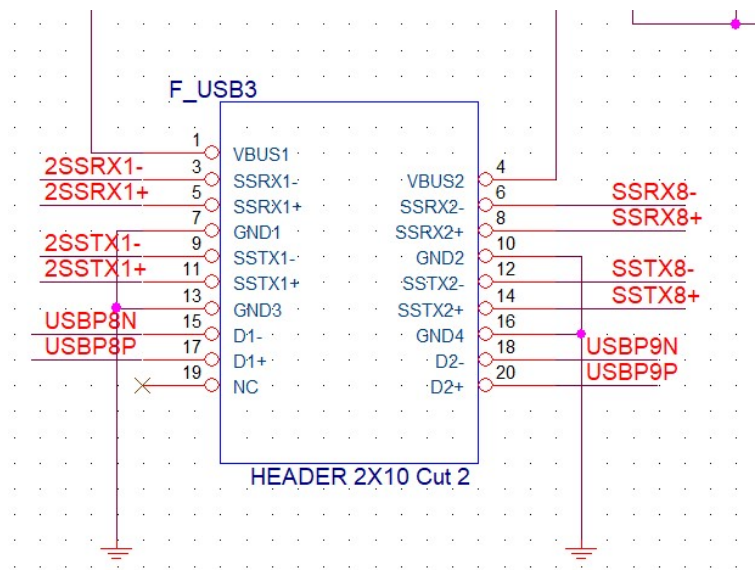 F_USB3
1 VBUS1
2SSRX1- 3 SSRX1- VBUS2 4
2SSRX1+ 5 SSRX1+ SSRX2- 6 SSRX8-
7 GND1 SSRX2+ 8 SSRX8+
2SSTX1- 9 SSTX1- GND2 10
2SSTX1+ 11 SSTX1+ SSTX2- 12 SSTX8-
13 GND3 SSTX2+ 14 SSTX8+
USBP8N 15 D1- GND4 16
USBP8P 17 D1+ D2- 18 USBP9N
19 NC D2+ 20 USBP9P
HEADER 2X10 Cut 2